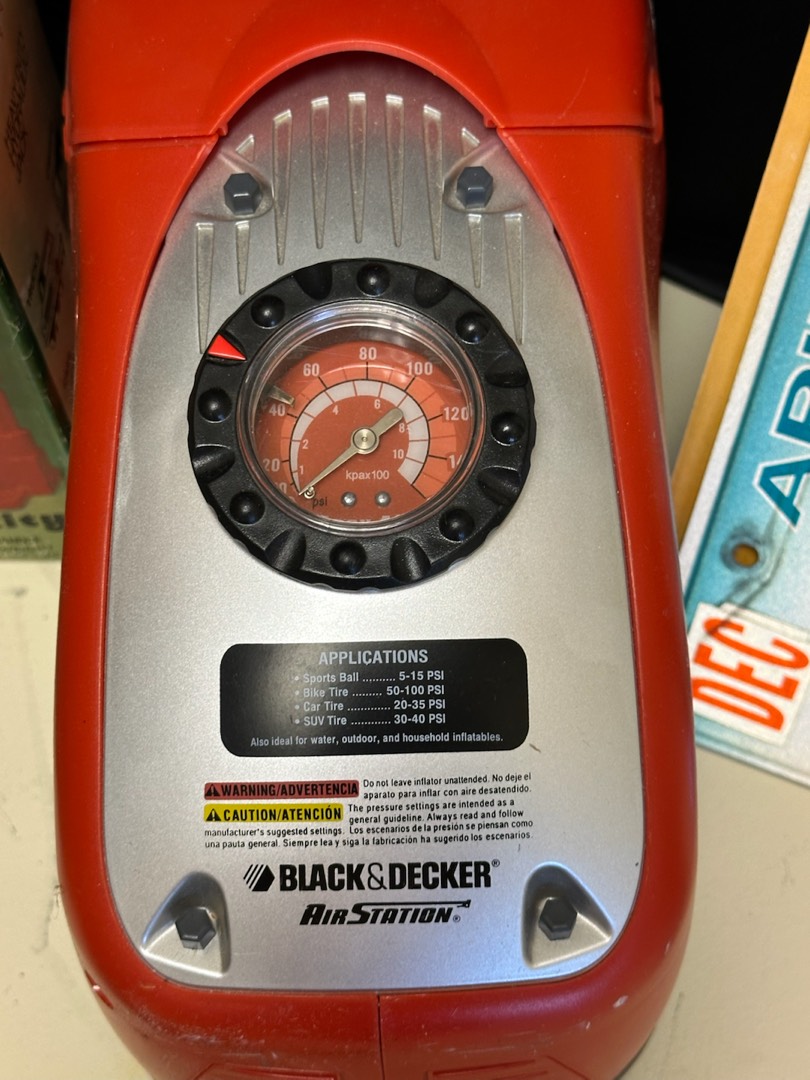 60 80 100
40 120
4 6
2 8
20 10
1
kpax100
psi
APPLICATIONS
• Sports Ball .......... 5-15 PSI
• Bike Tire ......... 50-100 PSI
• Car Tire ............. 20-35 PSI
• SUV Tire ............ 30-40 PSI
Also ideal for water, outdoor, and household inflatables.
WARNING/ADVERTENCIA Do not leave inflator unattended. No deje el
aparato para inflar con aire desatendido.
CAUTION/ATENCIÓN The pressure settings are intended as a
general guideline. Always read and follow
manufacturer's suggested settings. Los escenarios de la presión se piensan como
una pauta general. Siempre lea y siga la fabricación ha sugerido los escenarios.
BLACK&DECKER®
AIRSTATION®
DEC